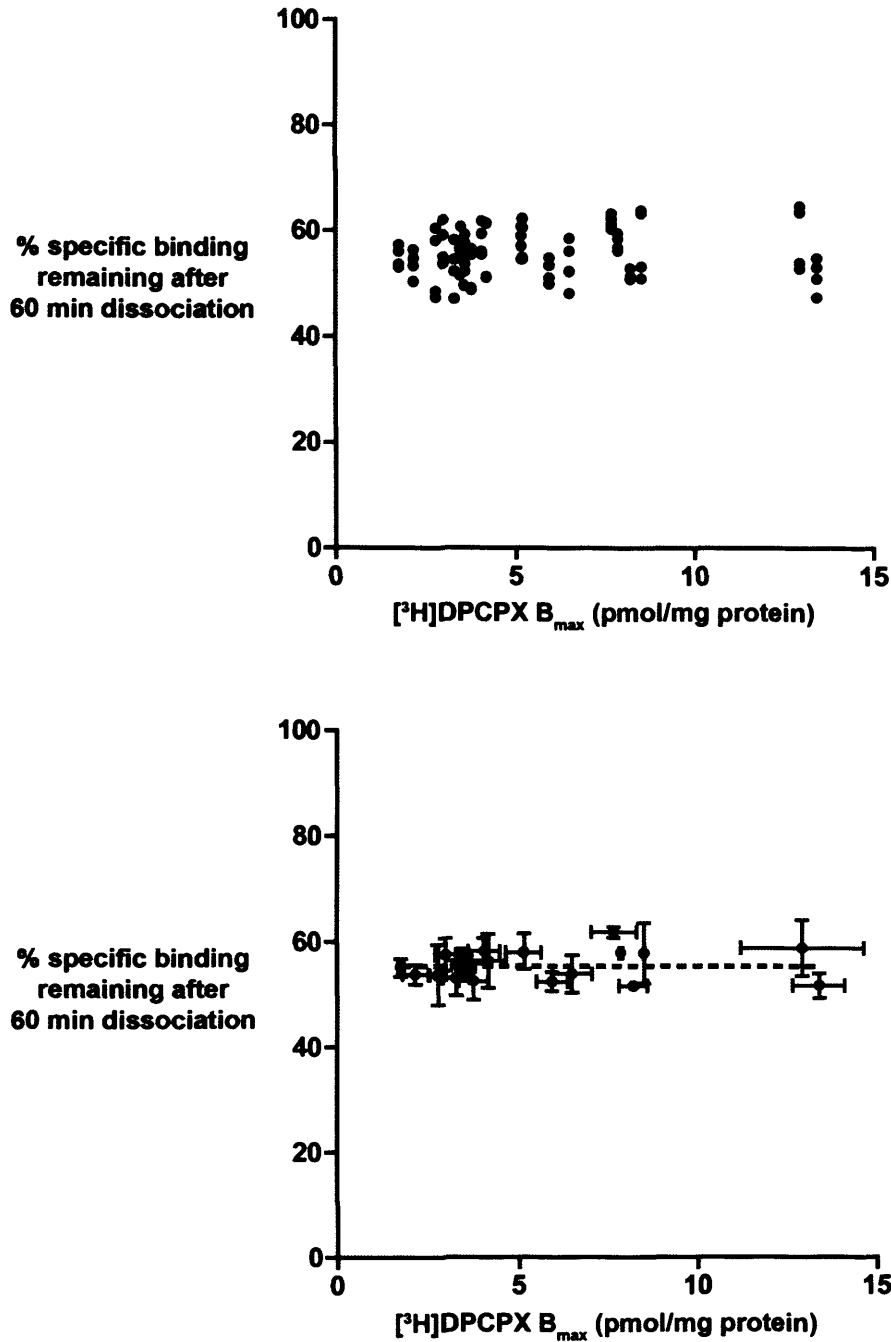 100
80
60
40
20
0
% specific binding
remaining after
60 min dissociation
0 5 10 15
[³H]DPCPX Bmax (pmol/mg protein)
100
80
60
40
20
0
% specific binding
remaining after
60 min dissociation
0 5 10 15
[³H]DPCPX Bmax (pmol/mg protein)